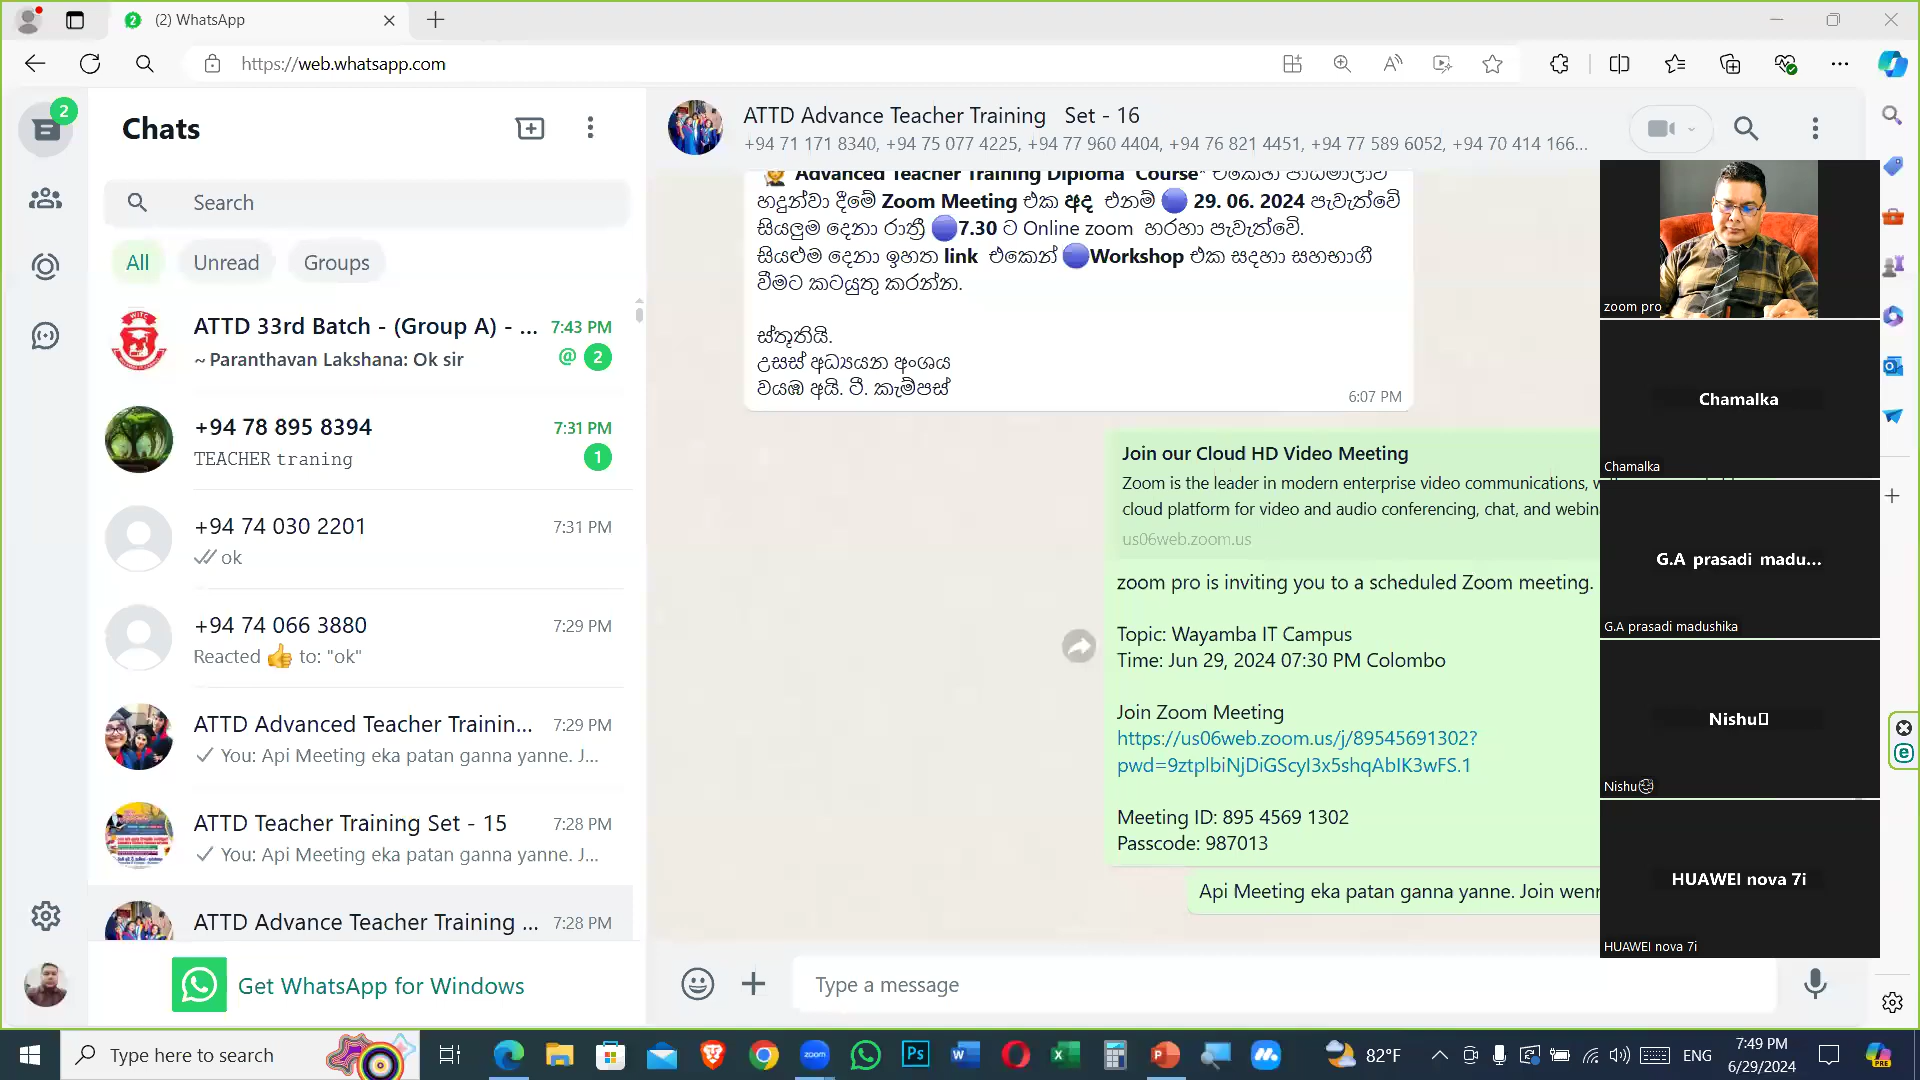 (2) WhatsApp
https://web.whatsapp.com
2
Chats
Search
All
Unread
Groups
ATTD 33rd Batch - (Group A) - ...
7:43 PM
~ Paranthavan Lakshana: Ok sir
@ 2
+94 78 895 8394
7:31 PM
TEACHER traning
1
+94 74 030 2201
7:31 PM
ok
+94 74 066 3880
7:29 PM
Reacted 👍 to: "ok"
ATTD Advanced Teacher Trainin...
7:29 PM
You: Api Meeting eka patan ganna yanne. J...
ATTD Teacher Training Set - 15
7:28 PM
You: Api Meeting eka patan ganna yanne. J...
ATTD Advance Teacher Training ...
7:28 PM
Get WhatsApp for Windows
ATTD Advance Teacher Training Set - 16
+94 71 171 8340, +94 75 077 4225, +94 77 960 4404, +94 76 821 4451, +94 77 589 6052, +94 70 414 166...
Advanced Teacher Training Diploma Course* එකෙහි පාඨමාලාව
හදුන්වා දීමේ Zoom Meeting එක අද එනම් 🔵 29. 06. 2024 පැවැත්වෙි
සියලුම දෙනා රාත්‍රී 🔵7.30 ට Online zoom හරහා පැවැත්වෙි.
සියළුම දෙනා ඉහත link එකෙන් 🔵Workshop එක සදහා සහභාගී
වීමට කටයුතු කරන්න.
ස්තූතියි.
උසස් අධ්‍යයන අංශය
වයඹ අයි. ටී. කැම්පස්
6:07 PM
Join our Cloud HD Video Meeting
Zoom is the leader in modern enterprise video communications, w
cloud platform for video and audio conferencing, chat, and webin
us06web.zoom.us
zoom pro is inviting you to a scheduled Zoom meeting.
Topic: Wayamba IT Campus
Time: Jun 29, 2024 07:30 PM Colombo
Join Zoom Meeting
https://us06web.zoom.us/j/89545691302?
pwd=9ztplbiNjDiGScyI3x5shqAbIK3wFS.1
Meeting ID: 895 4569 1302
Passcode: 987013
Api Meeting eka patan ganna yanne. Join wenn
Type a message
zoom pro
Chamalka
Chamalka
G.A prasadi madu...
G.A prasadi madushika
Nishu
Nishu
HUAWEI nova 7i
HUAWEI nova 7i
Type here to search
82°F
ENG
7:49 PM
6/29/2024